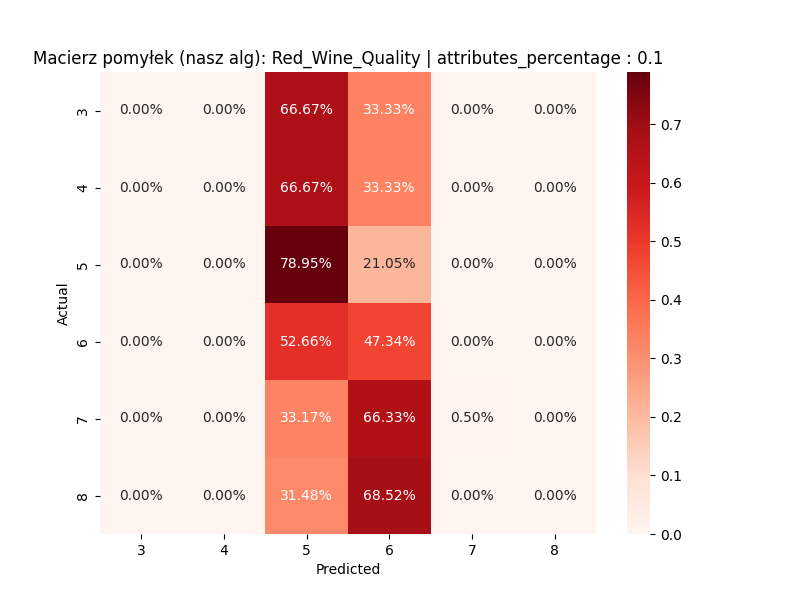 Macierz pomyłek (nasz alg): Red_Wine_Quality | attributes_percentage : 0.1
3 0.00% 0.00% 66.67% 33.33% 0.00% 0.00%
4 0.00% 0.00% 66.67% 33.33% 0.00% 0.00%
5 0.00% 0.00% 78.95% 21.05% 0.00% 0.00%
6 0.00% 0.00% 52.66% 47.34% 0.00% 0.00%
7 0.00% 0.00% 33.17% 66.33% 0.50% 0.00%
8 0.00% 0.00% 31.48% 68.52% 0.00% 0.00%
3 4 5 6 7 8
Predicted
Actual
0.7
0.6
0.5
0.4
0.3
0.2
0.1
0.0